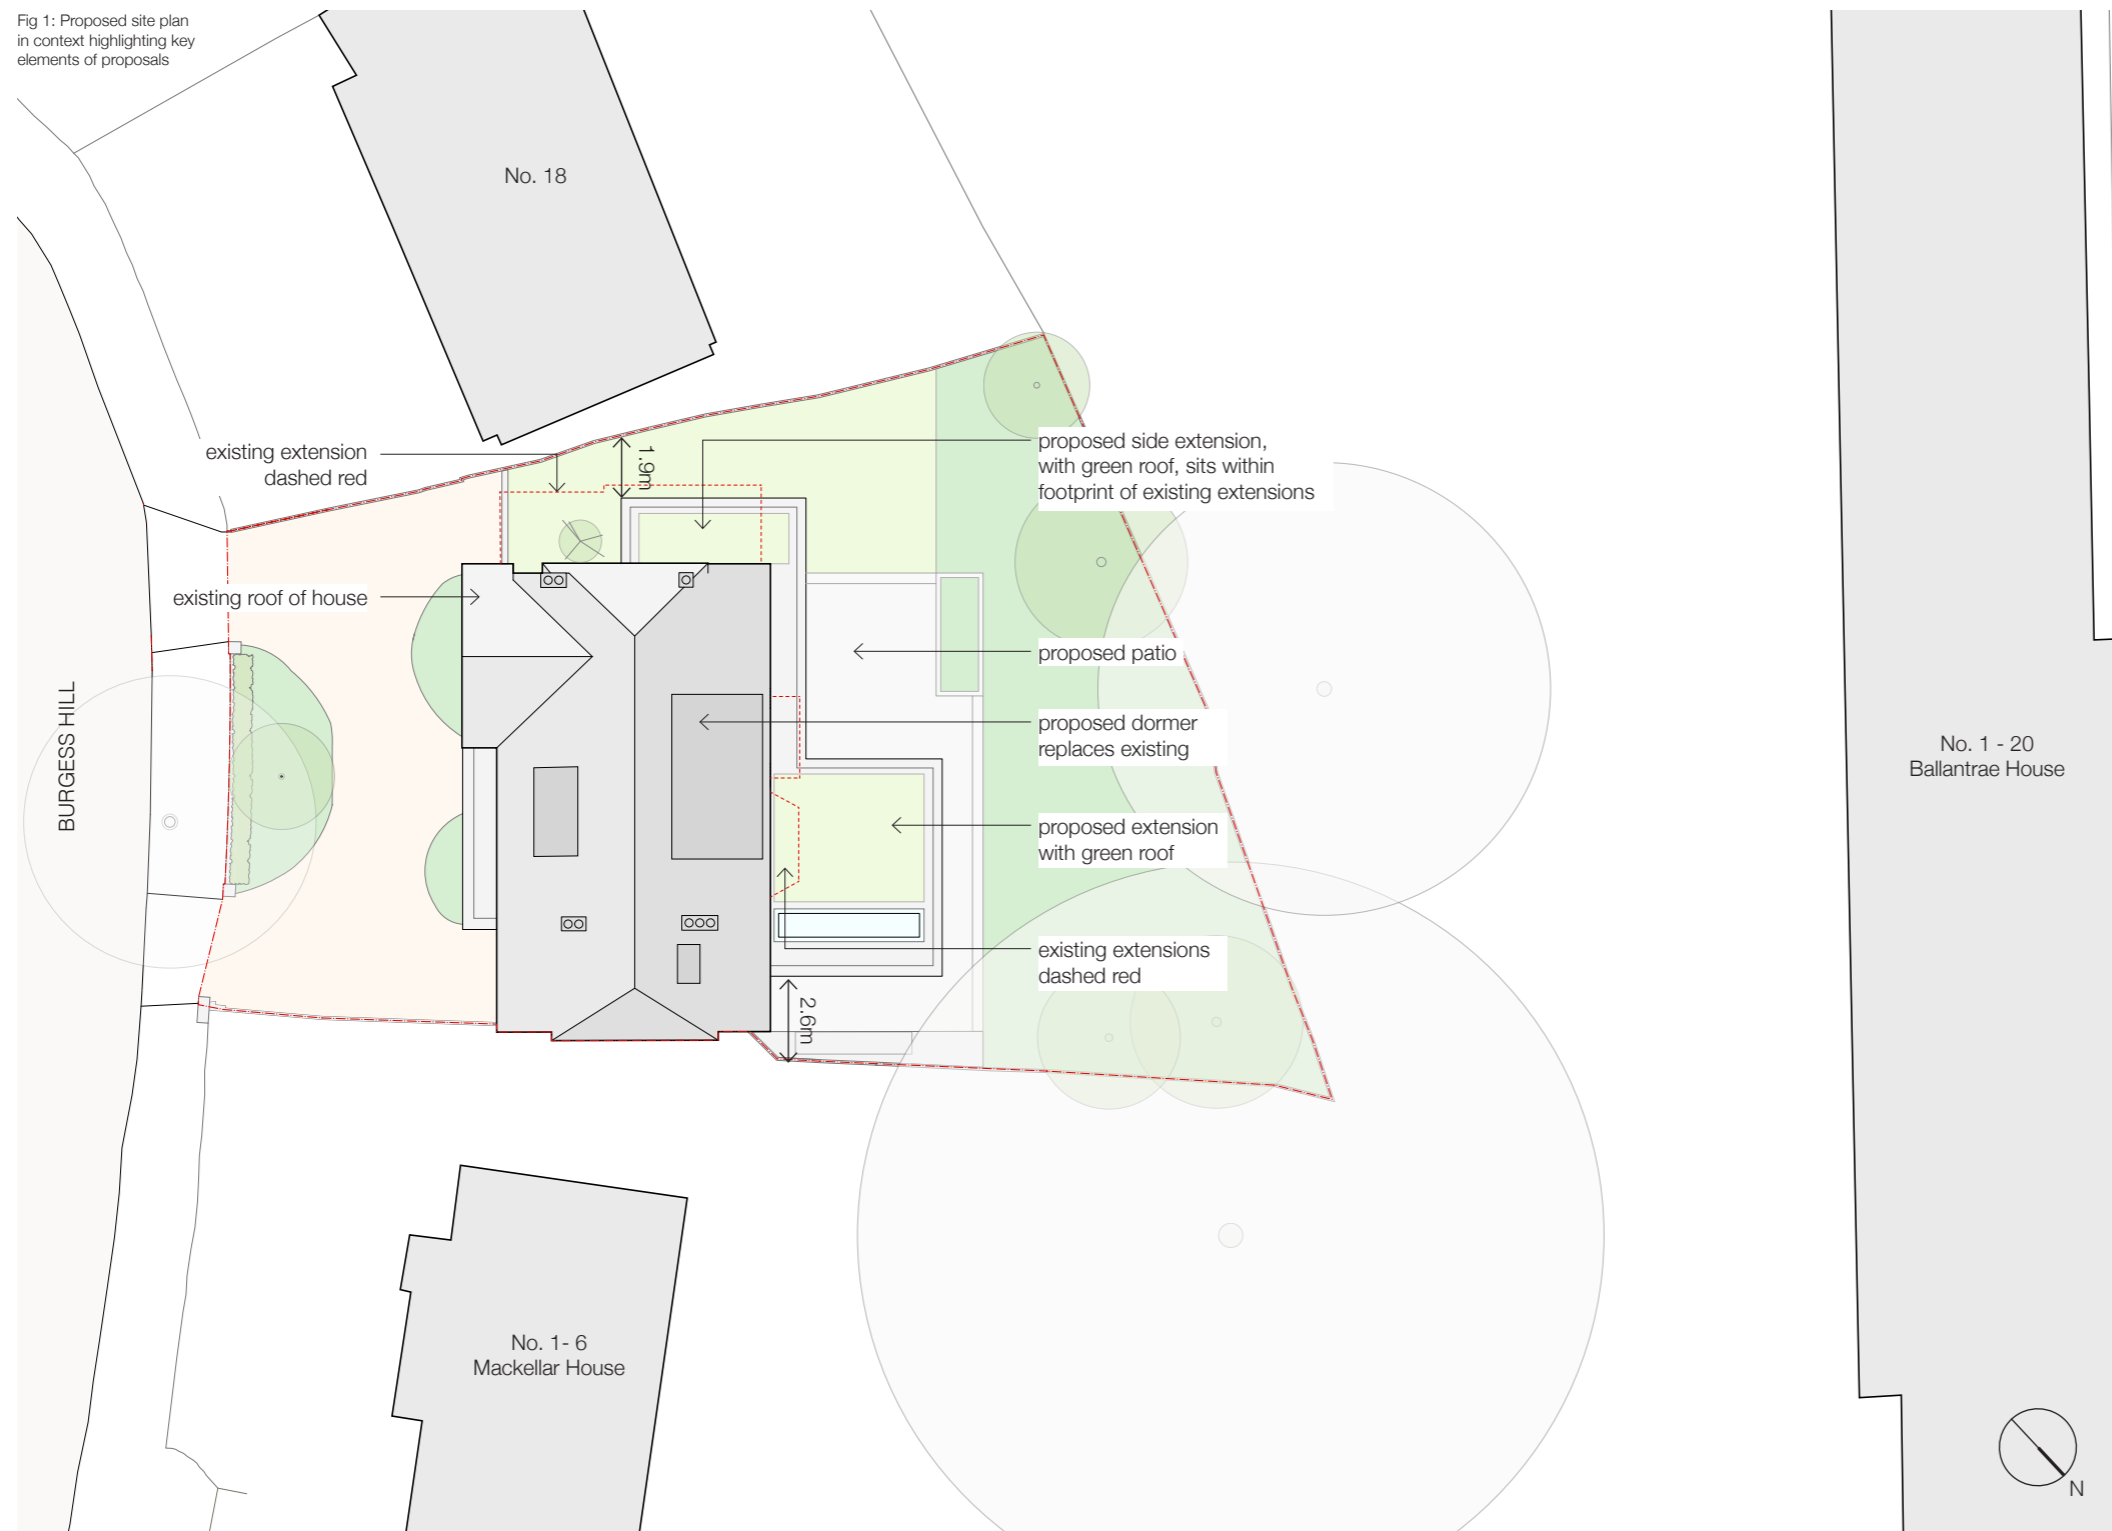 Fig 1: Proposed site plan
in context highlighting key
elements of proposals
No. 18
existing extension
dashed red
1.9m
proposed side extension,
with green roof, sits within
footprint of existing extensions
existing roof of house
proposed patio
BURGESS HILL
proposed dormer
replaces existing
No. 1 - 20
Ballantrae House
proposed extension
with green roof
existing extensions
dashed red
2.6m
No. 1- 6
Mackellar House
N